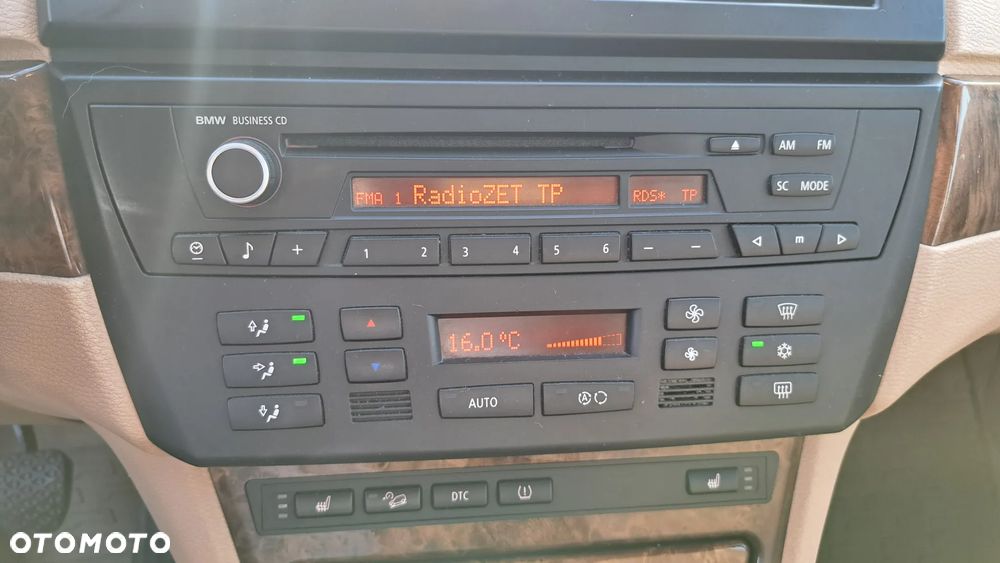 BMW BUSINESS CD
AM FM
FMA 1 RadioZET TP RDS* TP
SC MODE
+ 1 2 3 4 5 6 − − m
16.0 °C
AUTO A
DTC (!)
OTOMOTO